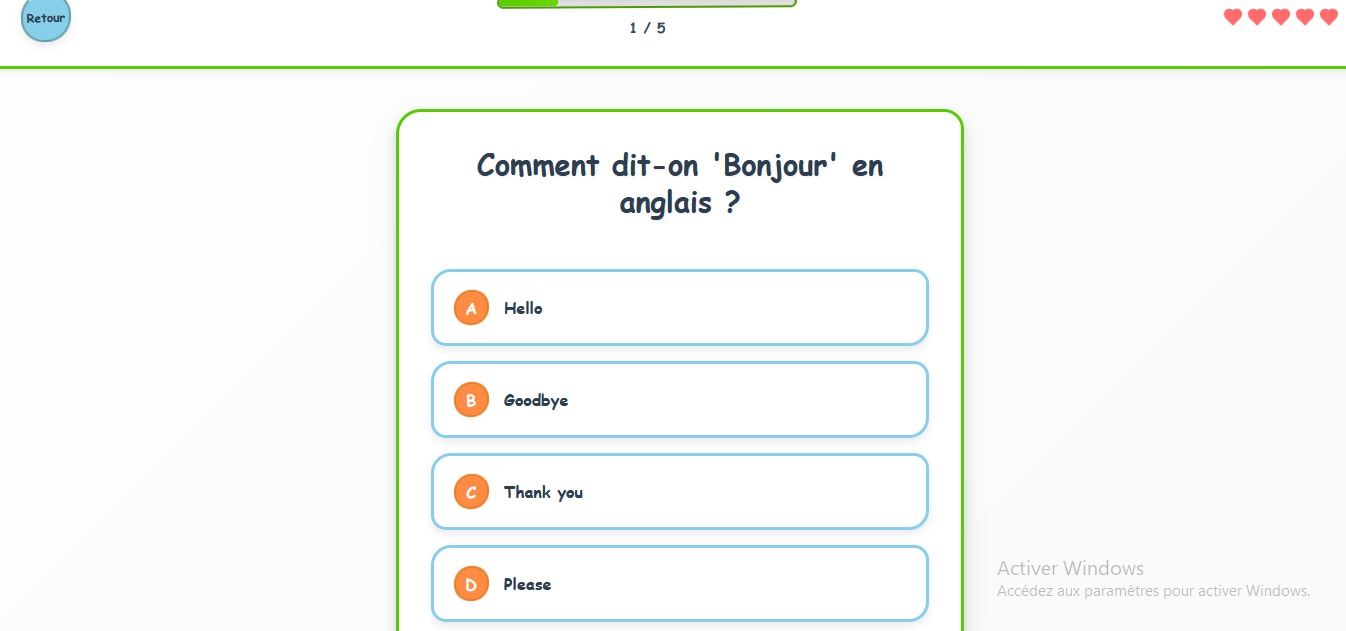 Retour
1 / 5
Comment dit-on 'Bonjour' en
anglais ?
A Hello
B Goodbye
C Thank you
D Please
Activer Windows
Accédez aux paramètres pour activer Windows.